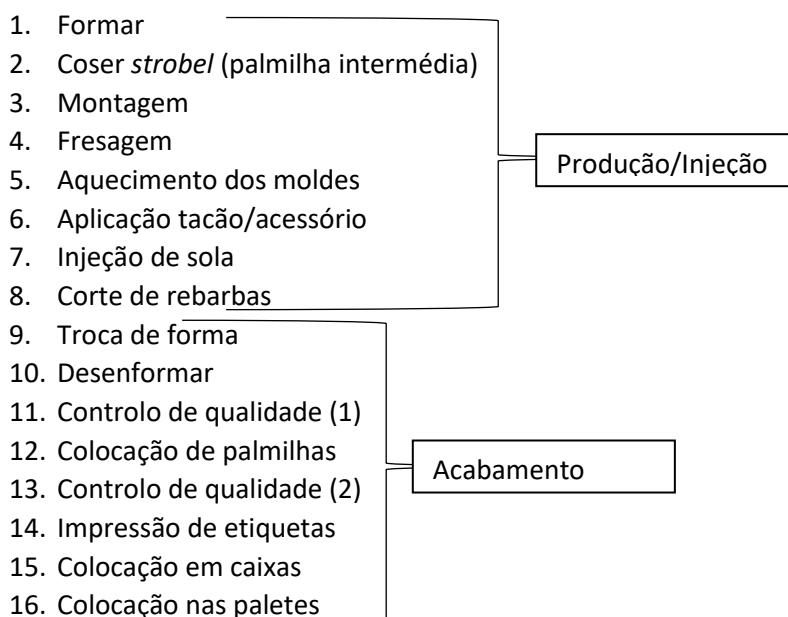 1. Formar
2. Coser strobel (palmilha intermédia)
3. Montagem
4. Fresagem
5. Aquecimento dos moldes
6. Aplicação tacão/acessório
7. Injeção de sola
8. Corte de rebarbas
9. Troca de forma
10. Desenformar
11. Controlo de qualidade (1)
12. Colocação de palmilhas
13. Controlo de qualidade (2)
14. Impressão de etiquetas
15. Colocação em caixas
16. Colocação nas paletes
Produção/Injeção
Acabamento